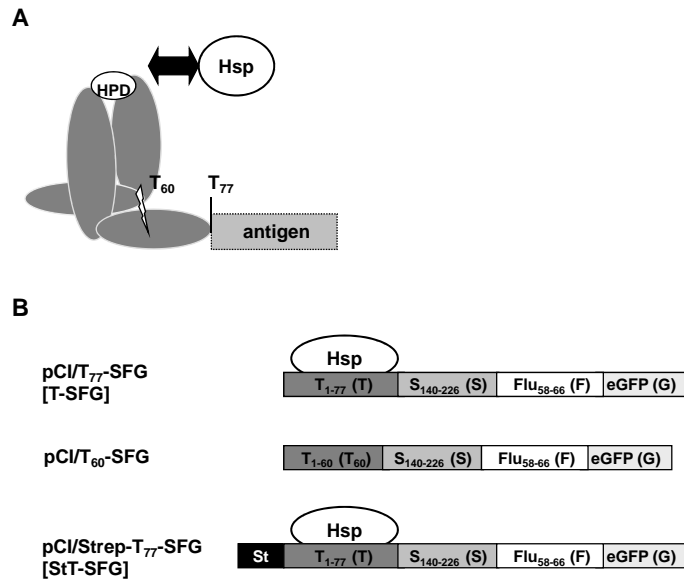 A
HPD
Hsp
T60
T77
antigen
B
pCI/T77-SFG
[T-SFG]
Hsp
T1-77 (T) S140-226 (S) Flu58-66 (F) eGFP (G)
pCI/T60-SFG
T1-60 (T60) S140-226 (S) Flu58-66 (F) eGFP (G)
pCI/Strep-T77-SFG
[StT-SFG]
Hsp
St T1-77 (T) S140-226 (S) Flu58-66 (F) eGFP (G)